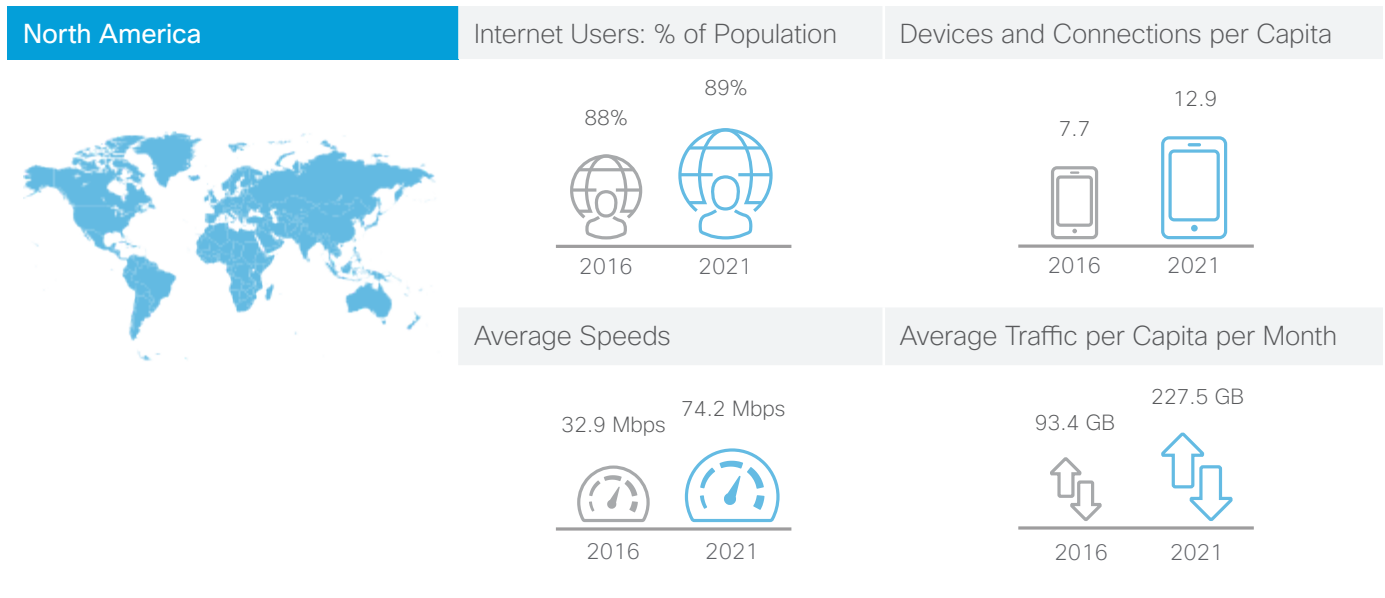 North America
Internet Users: % of Population
Devices and Connections per Capita
88%
89%
2016
2021
7.7
12.9
2016
2021
Average Speeds
Average Traffic per Capita per Month
32.9 Mbps
74.2 Mbps
2016
2021
93.4 GB
227.5 GB
2016
2021